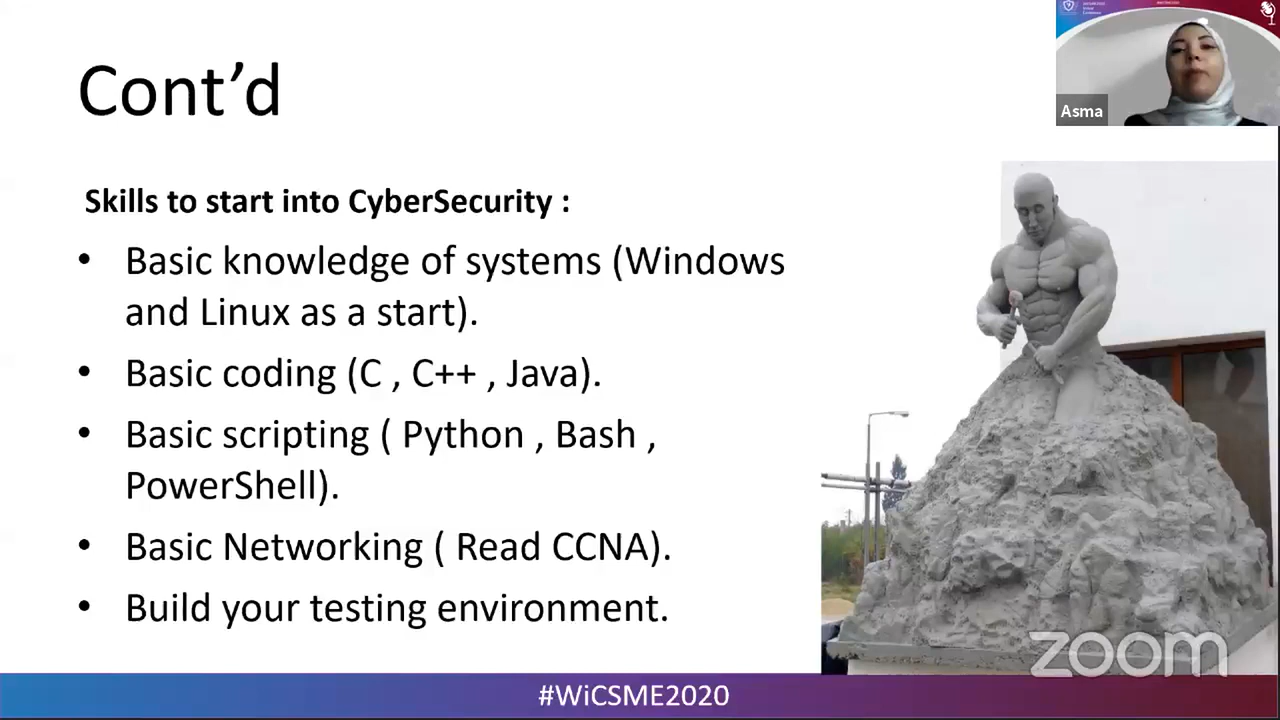 Cont’d
Asma
Skills to start into CyberSecurity :
• Basic knowledge of systems (Windows
and Linux as a start).
• Basic coding (C , C++ , Java).
• Basic scripting ( Python , Bash ,
PowerShell).
• Basic Networking ( Read CCNA).
• Build your testing environment.
zoom
#WiCSME2020